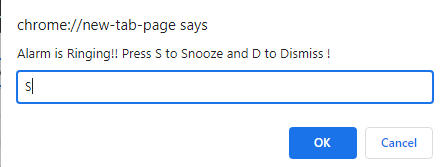 chrome://new-tab-page says
Alarm is Ringing!! Press S to Snooze and D to Dismiss !
S
OK Cancel